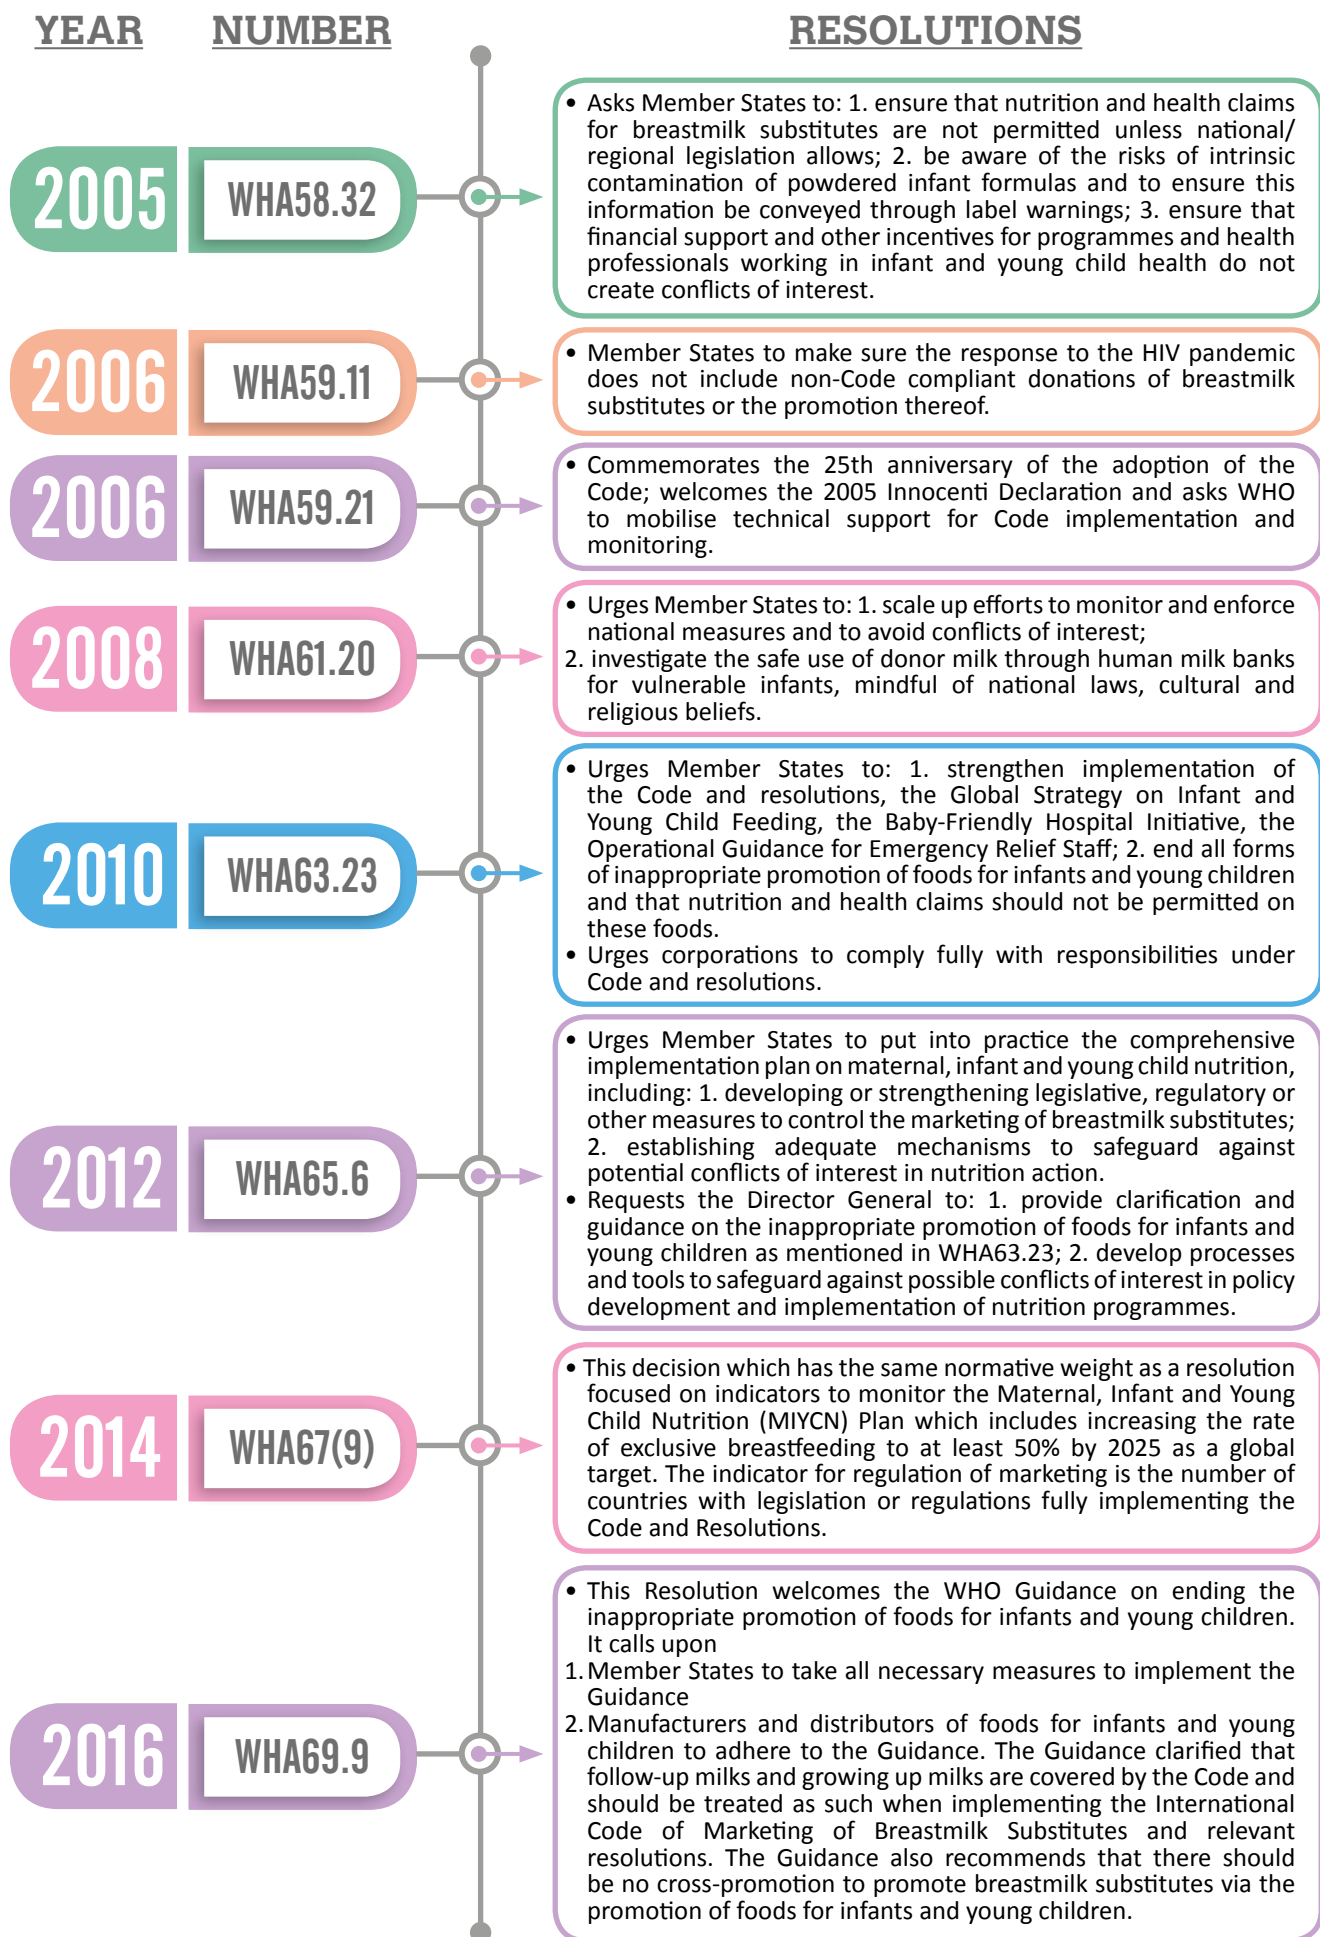 YEAR NUMBER RESOLUTIONS
2005 WHA58.32
• Asks Member States to: 1. ensure that nutrition and health claims
for breastmilk substitutes are not permitted unless national/
regional legislation allows; 2. be aware of the risks of intrinsic
contamination of powdered infant formulas and to ensure this
information be conveyed through label warnings; 3. ensure that
financial support and other incentives for programmes and health
professionals working in infant and young child health do not
create conflicts of interest.
2006 WHA59.11
• Member States to make sure the response to the HIV pandemic
does not include non-Code compliant donations of breastmilk
substitutes or the promotion thereof.
2006 WHA59.21
• Commemorates the 25th anniversary of the adoption of the
Code; welcomes the 2005 Innocenti Declaration and asks WHO
to mobilise technical support for Code implementation and
monitoring.
2008 WHA61.20
• Urges Member States to: 1. scale up efforts to monitor and enforce
national measures and to avoid conflicts of interest;
2. investigate the safe use of donor milk through human milk banks
for vulnerable infants, mindful of national laws, cultural and
religious beliefs.
2010 WHA63.23
• Urges Member States to: 1. strengthen implementation of
the Code and resolutions, the Global Strategy on Infant and
Young Child Feeding, the Baby-Friendly Hospital Initiative, the
Operational Guidance for Emergency Relief Staff; 2. end all forms
of inappropriate promotion of foods for infants and young children
and that nutrition and health claims should not be permitted on
these foods.
• Urges corporations to comply fully with responsibilities under
Code and resolutions.
2012 WHA65.6
• Urges Member States to put into practice the comprehensive
implementation plan on maternal, infant and young child nutrition,
including: 1. developing or strengthening legislative, regulatory or
other measures to control the marketing of breastmilk substitutes;
2. establishing adequate mechanisms to safeguard against
potential conflicts of interest in nutrition action.
• Requests the Director General to: 1. provide clarification and
guidance on the inappropriate promotion of foods for infants and
young children as mentioned in WHA63.23; 2. develop processes
and tools to safeguard against possible conflicts of interest in policy
development and implementation of nutrition programmes.
2014 WHA67(9)
• This decision which has the same normative weight as a resolution
focused on indicators to monitor the Maternal, Infant and Young
Child Nutrition (MIYCN) Plan which includes increasing the rate
of exclusive breastfeeding to at least 50% by 2025 as a global
target. The indicator for regulation of marketing is the number of
countries with legislation or regulations fully implementing the
Code and Resolutions.
2016 WHA69.9
• This Resolution welcomes the WHO Guidance on ending the
inappropriate promotion of foods for infants and young children.
It calls upon
1. Member States to take all necessary measures to implement the
Guidance
2. Manufacturers and distributors of foods for infants and young
children to adhere to the Guidance. The Guidance clarified that
follow-up milks and growing up milks are covered by the Code and
should be treated as such when implementing the International
Code of Marketing of Breastmilk Substitutes and relevant
resolutions. The Guidance also recommends that there should
be no cross-promotion to promote breastmilk substitutes via the
promotion of foods for infants and young children.